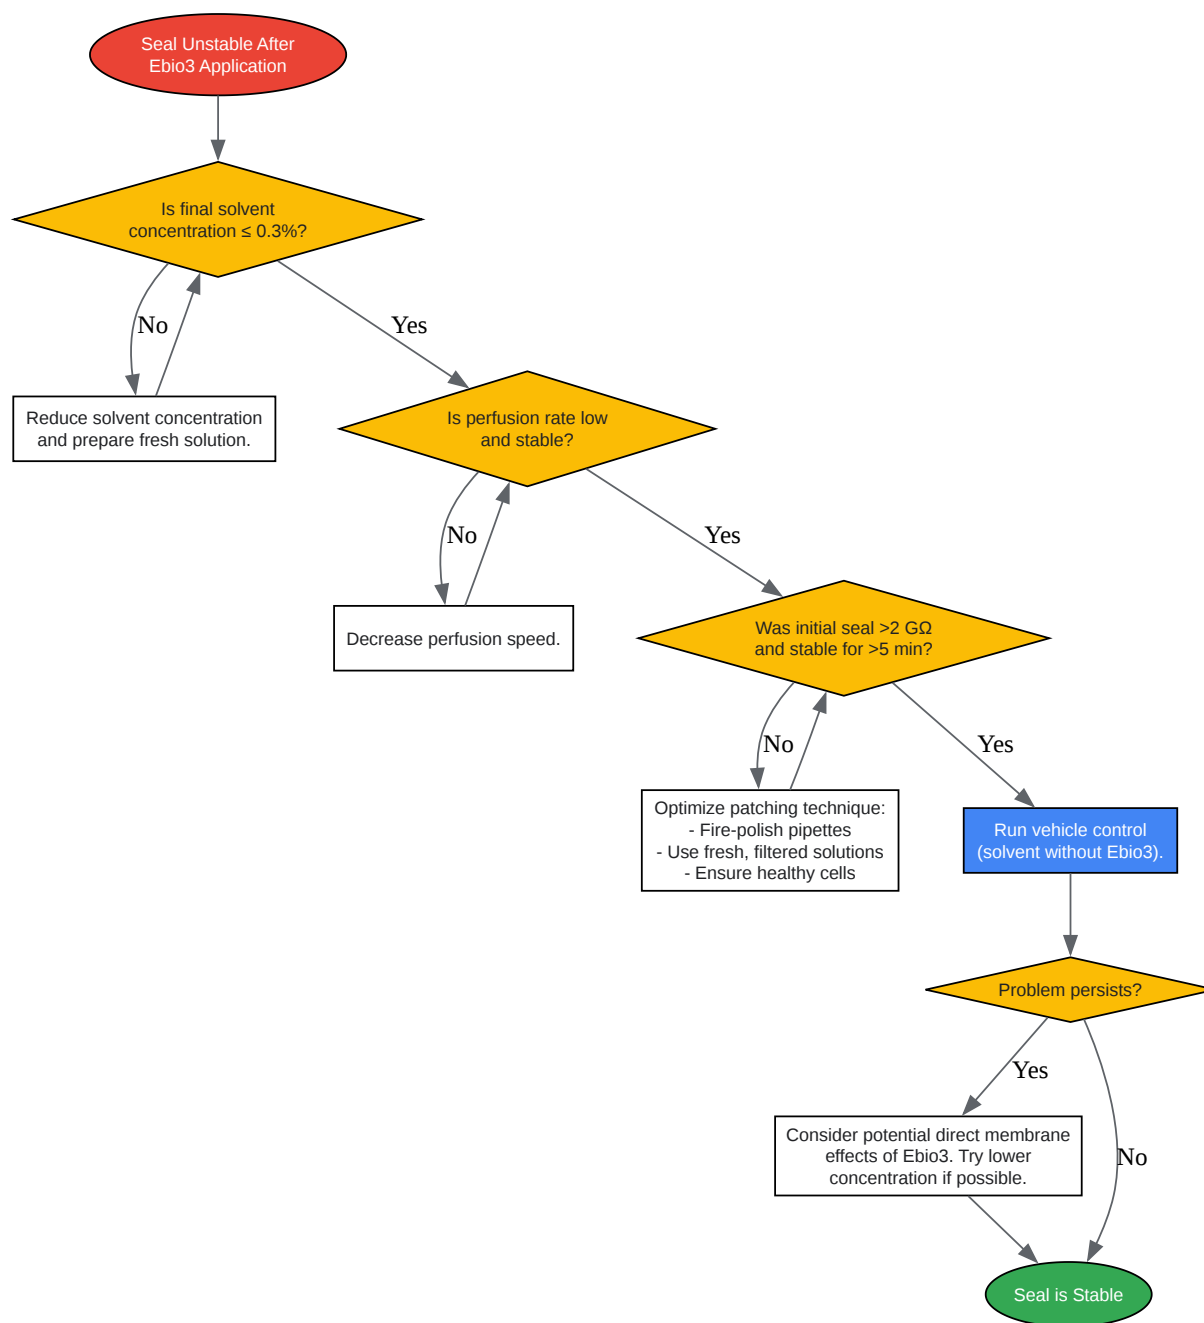 Seal Unstable After
Ebio3 Application
Is final solvent
concentration ≤ 0.3%?
No
Yes
Reduce solvent concentration
and prepare fresh solution.
Is perfusion rate low
and stable?
No
Yes
Decrease perfusion speed.
Was initial seal >2 GΩ
and stable for >5 min?
No
Yes
Optimize patching technique:
- Fire-polish pipettes
- Use fresh, filtered solutions
- Ensure healthy cells
Run vehicle control
(solvent without Ebio3).
Problem persists?
Yes
No
Consider potential direct membrane
effects of Ebio3. Try lower
concentration if possible.
Seal is Stable